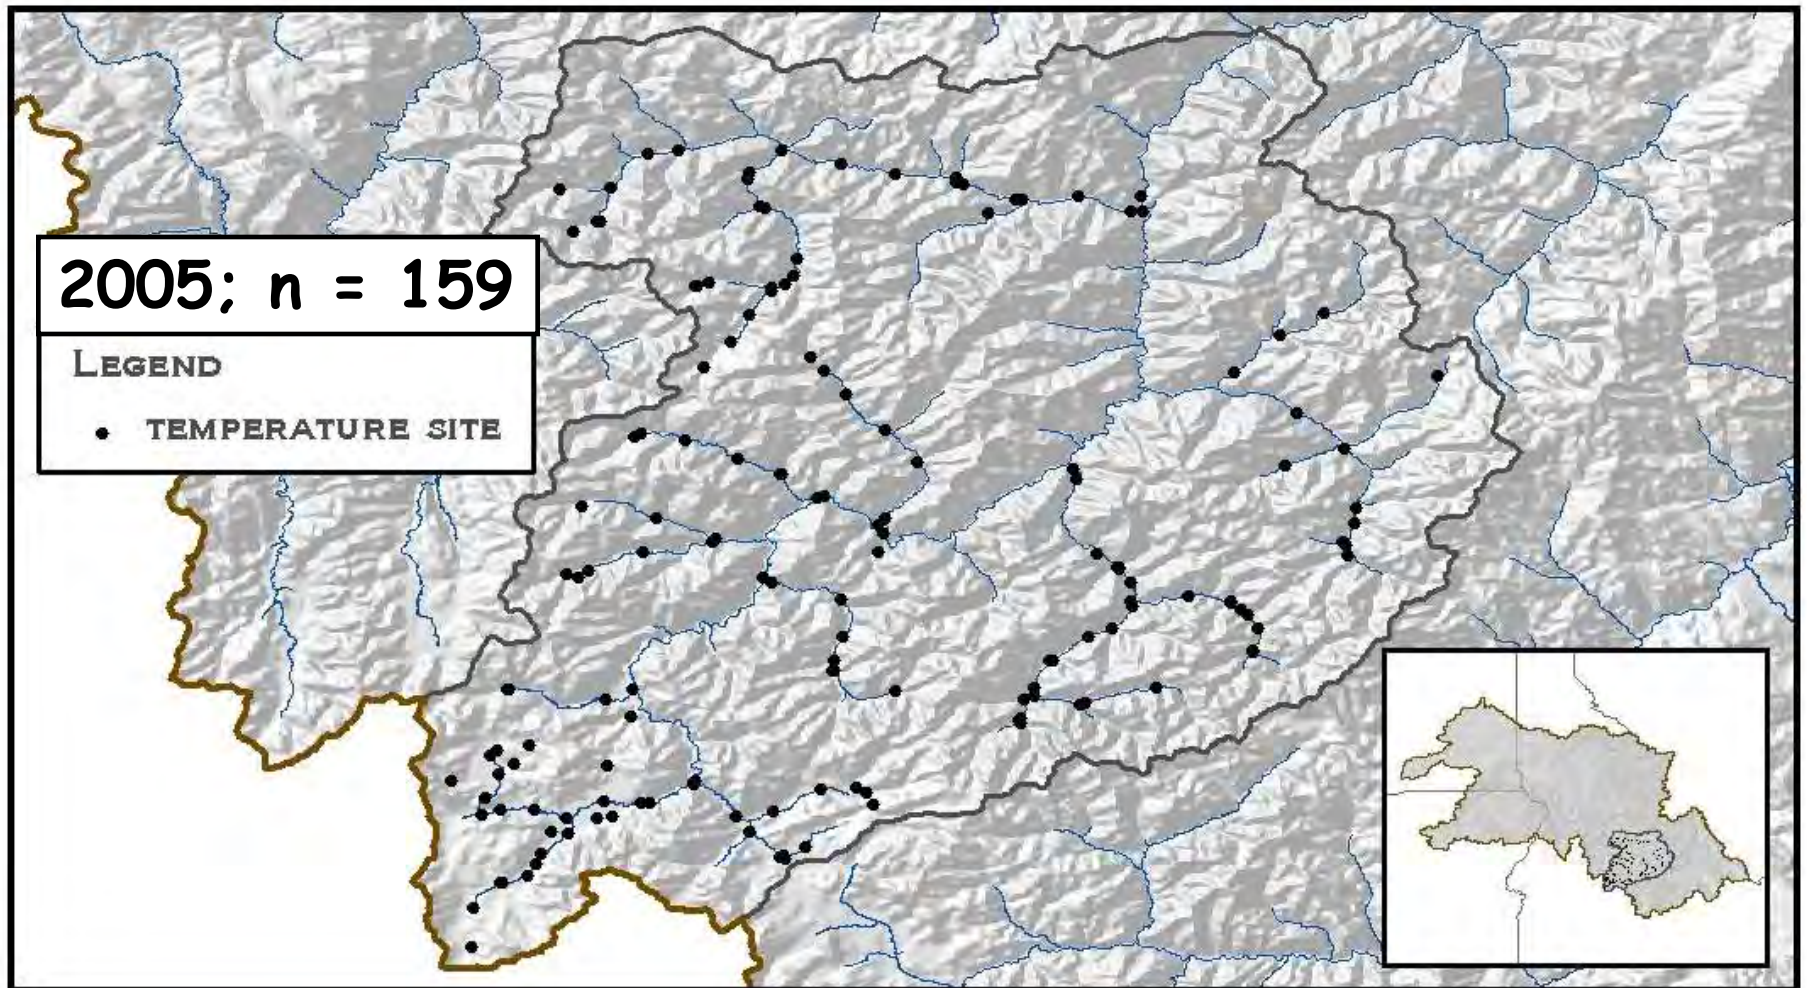 2005; n = 159
LEGEND
TEMPERATURE SITE